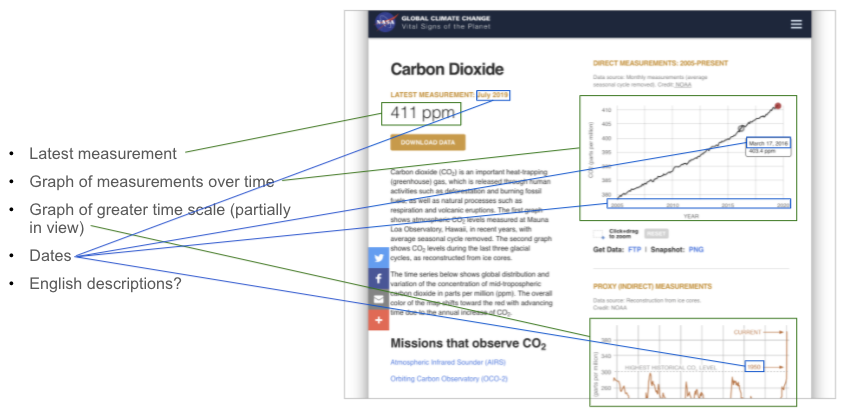 • Latest measurement
• Graph of measurements over time
• Graph of greater time scale (partially
in view)
• Dates
• English descriptions?
NASA
GLOBAL CLIMATE CHANGE
Vital Signs of the Planet
Carbon Dioxide
LATEST MEASUREMENT: July 2019
411 ppm
DOWNLOAD DATA
Carbon dioxide (CO2) is an important heat-trapping
(greenhouse) gas, which is released through human
activities such as deforestation and burning fossil
fuels, as well as natural processes such as
respiration and volcanic eruptions. The first graph
shows atmospheric CO2 levels measured at Mauna
Loa Observatory, Hawaii, in recent years, with
average seasonal cycle removed. The second graph
shows CO2 levels during the last three glacial
cycles, as reconstructed from ice cores.
The time series below shows global distribution and
variation of the concentration of mid-tropospheric
carbon dioxide in parts per million (ppm). The overall
color of the map shifts toward the red with advancing
time due to the annual increase of CO2.
Missions that observe CO2
Atmospheric Infrared Sounder (AIRS)
Orbiting Carbon Observatory (OCO-2)
DIRECT MEASUREMENTS: 2005-PRESENT
Data source: Monthly measurements (average
seasonal cycle removed). Credit: NOAA
CO2 (parts per million)
410
405
400
395
390
385
380
March 17, 2016
403.4 ppm
2005
2010
2015
2020
YEAR
Click+drag
to zoom
RESET
Get Data: FTP | Snapshot: PNG
PROXY (INDIRECT) MEASUREMENTS
Data source: Reconstruction from ice cores.
Credit: NOAA
(parts per million)
380
340
300
CURRENT
1950
HIGHEST HISTORICAL CO2 LEVEL